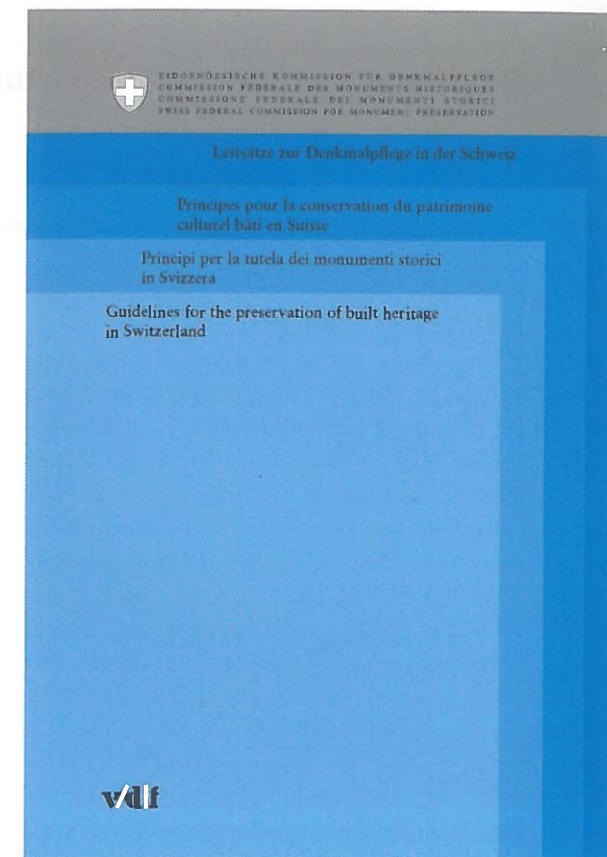 EIDGENÖSSISCHE KOMMISSION FÜR DENKMALPFLEGE
COMMISSION FÉDÉRALE DES MONUMENTS HISTORIQUES
COMMISSIONE FEDERALE DEI MONUMENTI STORICI
SWISS FEDERAL COMMISSION FOR MONUMENT PRESERVATION
Leitsätze zur Denkmalpflege in der Schweiz
Principes pour la conservation du patrimoine
culturel bâti en Suisse
Principi per la tutela dei monumenti storici
in Svizzera
Guidelines for the preservation of built heritage
in Switzerland
vdf